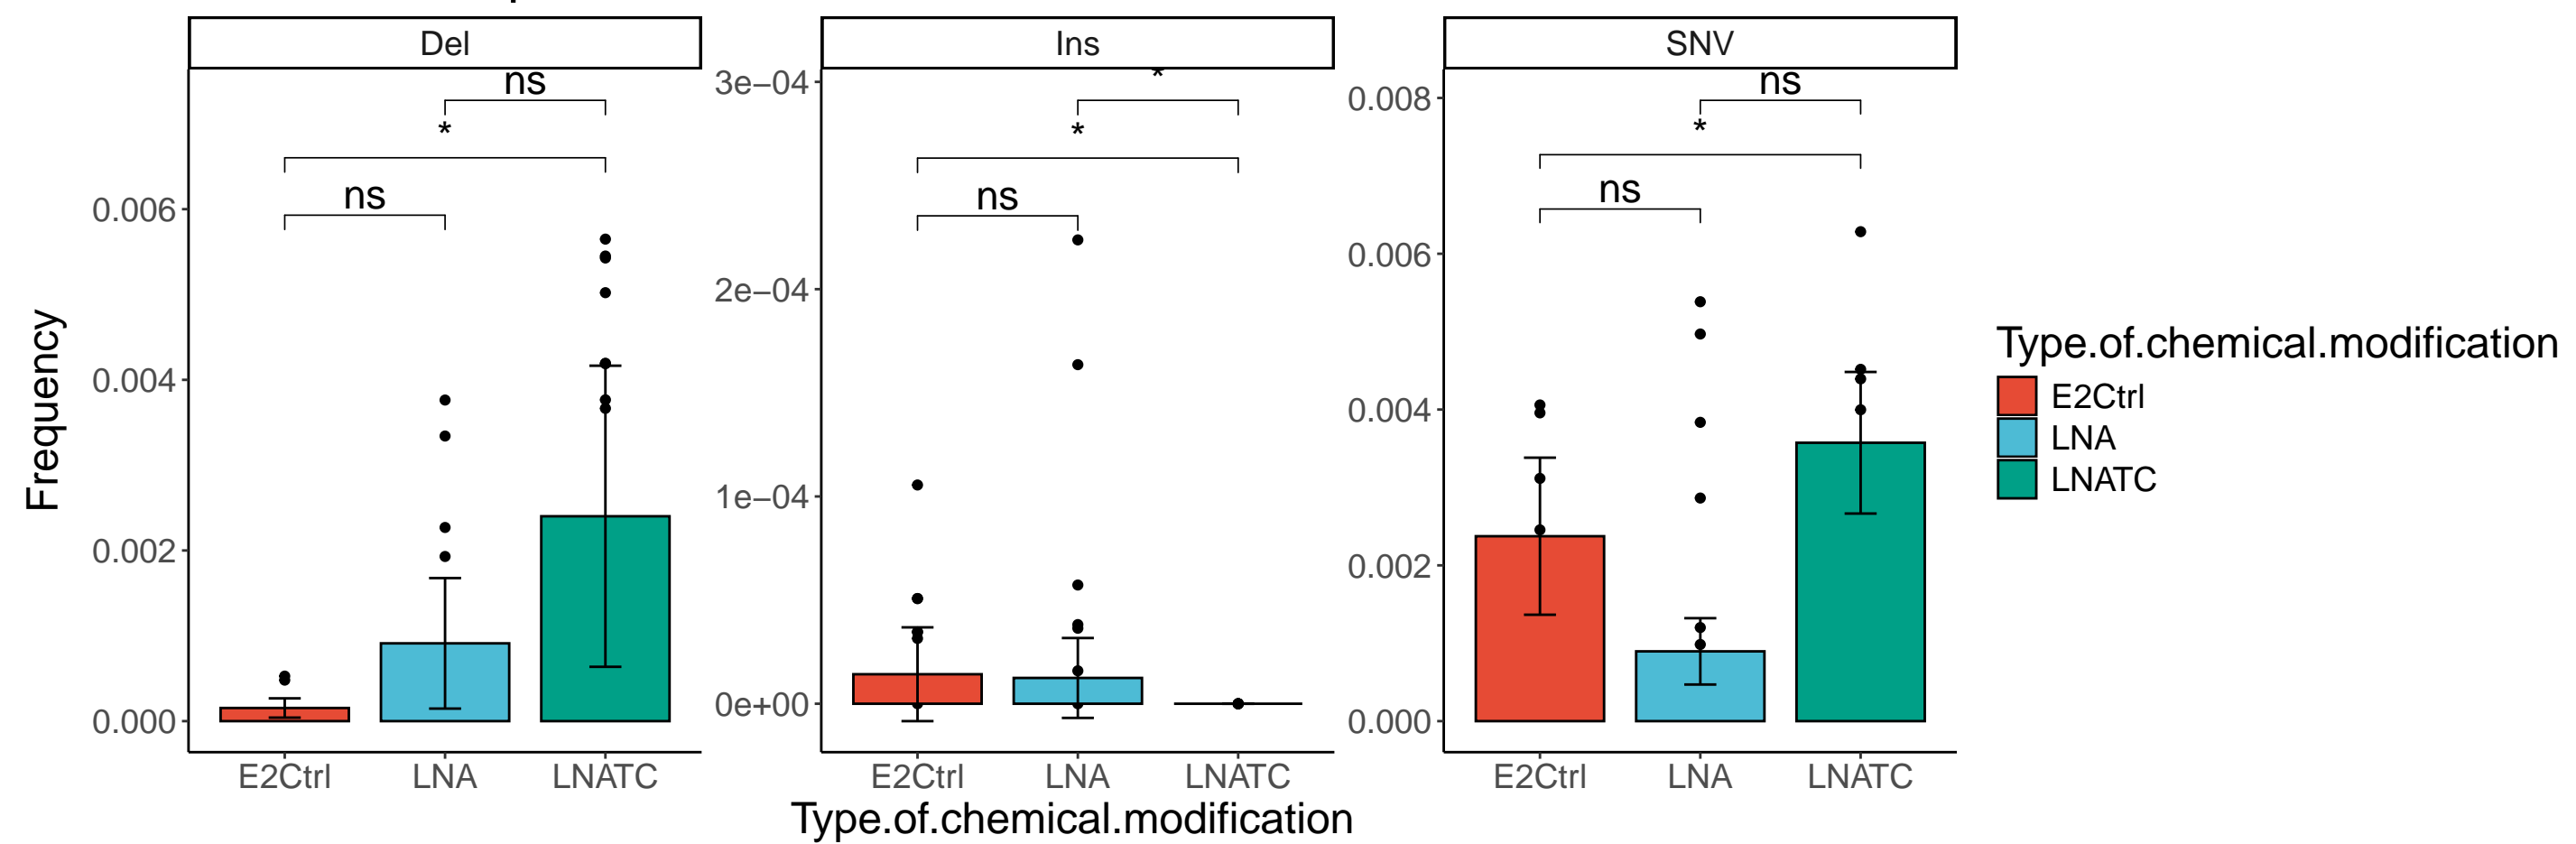 Del
Ins
SNV
ns
*
ns
*
*
ns
ns
*
ns
0.006
0.004
0.002
0.000
3e−04
2e−04
1e−04
0e+00
0.008
0.006
0.004
0.002
0.000
Frequency
E2Ctrl LNA LNATC
E2Ctrl LNA LNATC
E2Ctrl LNA LNATC
Type.of.chemical.modification
Type.of.chemical.modification
E2Ctrl
LNA
LNATC